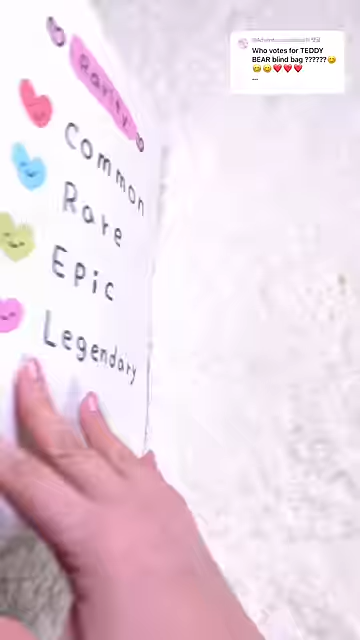 Who votes for TEDDY
BEAR blind bag ??????😊
😊😊❤️❤️❤️
...
Rarity
Common
Rare
Epic
Legendary